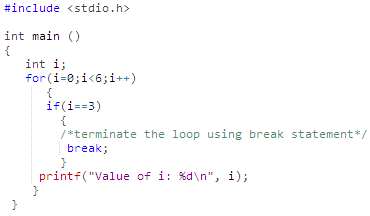 #include <stdio.h>
int main ()
{
int i;
for(i=0;i<6;i++)
{
if(i==3)
{
/*terminate the loop using break statement*/
break;
}
printf("Value of i: %d\n", i);
}
}